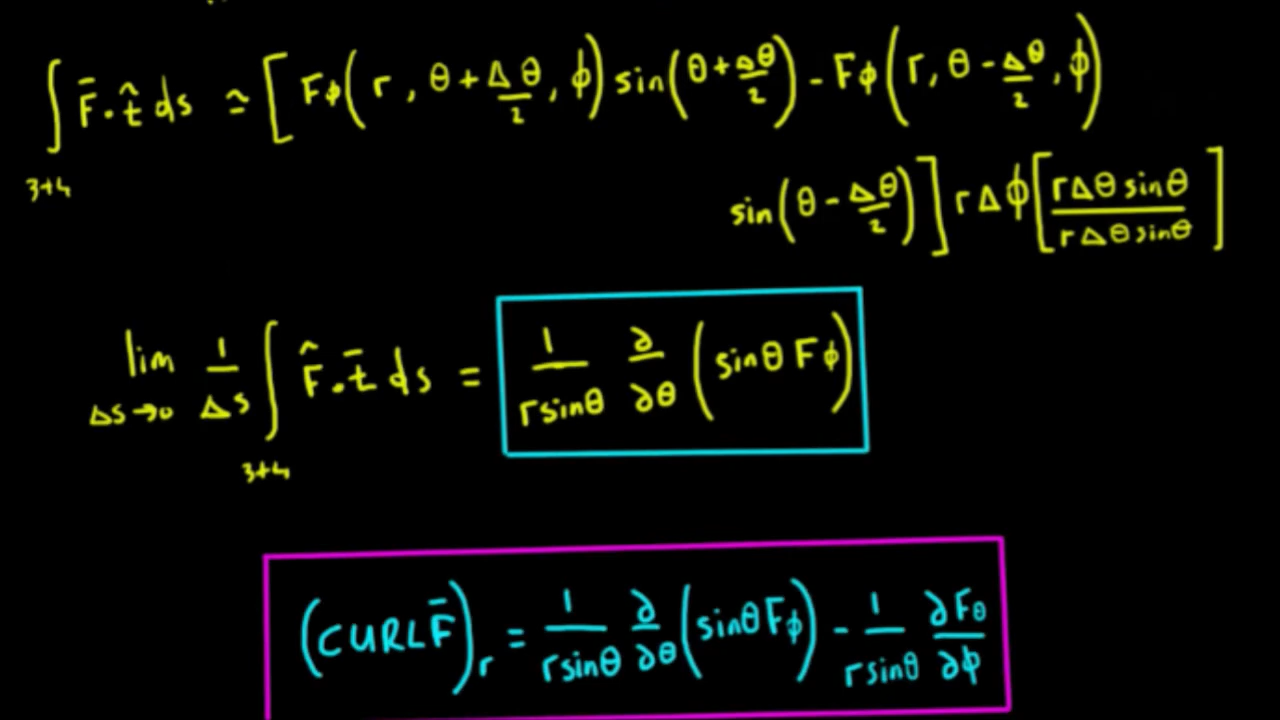 ∫ F̄·t̂ ds ≃ [ Fϕ( r , θ + Δθ/2 , ϕ ) sin( θ + Δθ/2 ) - Fϕ( r, θ - Δθ/2 , ϕ )
3+4
sin( θ - Δθ/2 ) ] r Δϕ [ rΔθ sinθ / rΔθ sinθ ]
lim Δs→0 1/Δs ∫ F̂·t̄ ds = 1/(r sinθ) ∂/∂θ ( sinθ Fϕ )
3+4
( CURL F̄ )r = 1/(r sinθ) ∂/∂θ ( sinθ Fϕ ) - 1/(r sinθ) ∂Fθ/∂ϕ